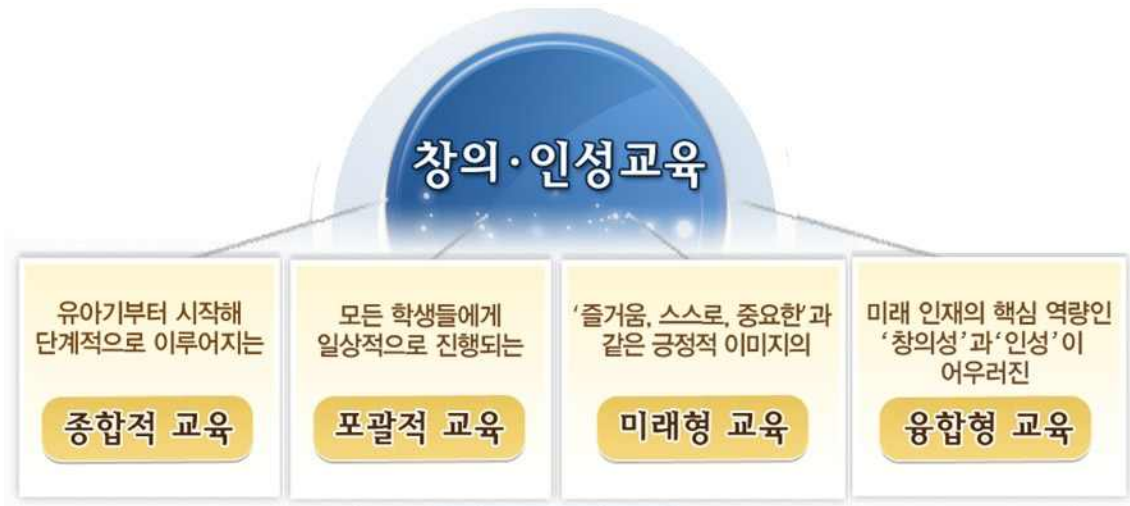 창의·인성교육
유아기부터 시작해
단계적으로 이루어지는
종합적 교육
모든 학생들에게
일상적으로 진행되는
포괄적 교육
'즐거움, 스스로, 중요한'과
같은 긍정적 이미지의
미래형 교육
미래 인재의 핵심 역량인
'창의성'과 '인성'이
어우러진
융합형 교육